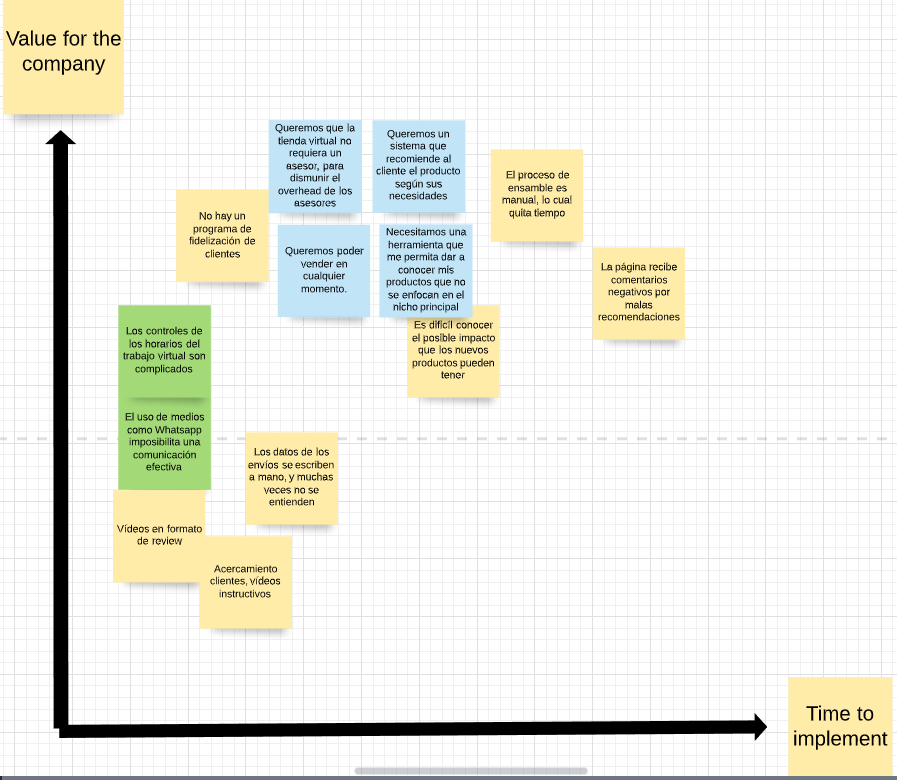 Value for the
company
Queremos que la
tienda virtual no
requiera un
asesor, para
dismunir el
overhead de los
asesores
Queremos un
sistema que
recomiende al
cliente el producto
según sus
necesidades
El proceso de
ensamble es
manual, lo cual
quita tiempo
No hay un
programa de
fidelización de
clientes
Queremos poder
vender en
cualquier
momento.
Necesitamos una
herramienta que
me permita dar a
conocer mis
productos que no
se enfocan en el
nicho principal
La página recibe
comentarios
negativos por
malas
recomendaciones
Los controles de
los horarios del
trabajo virtual son
complicados
Es dificil conocer
el posible impacto
que los nuevos
productos pueden
tener
El uso de medios
como Whatsapp
imposibilita una
comunicación
efectiva
Los datos de los
envíos se escriben
a mano, y muchas
veces no se
entienden
Vídeos en formato
de review
Acercamiento
clientes, vídeos
instructivos
Time to
implement